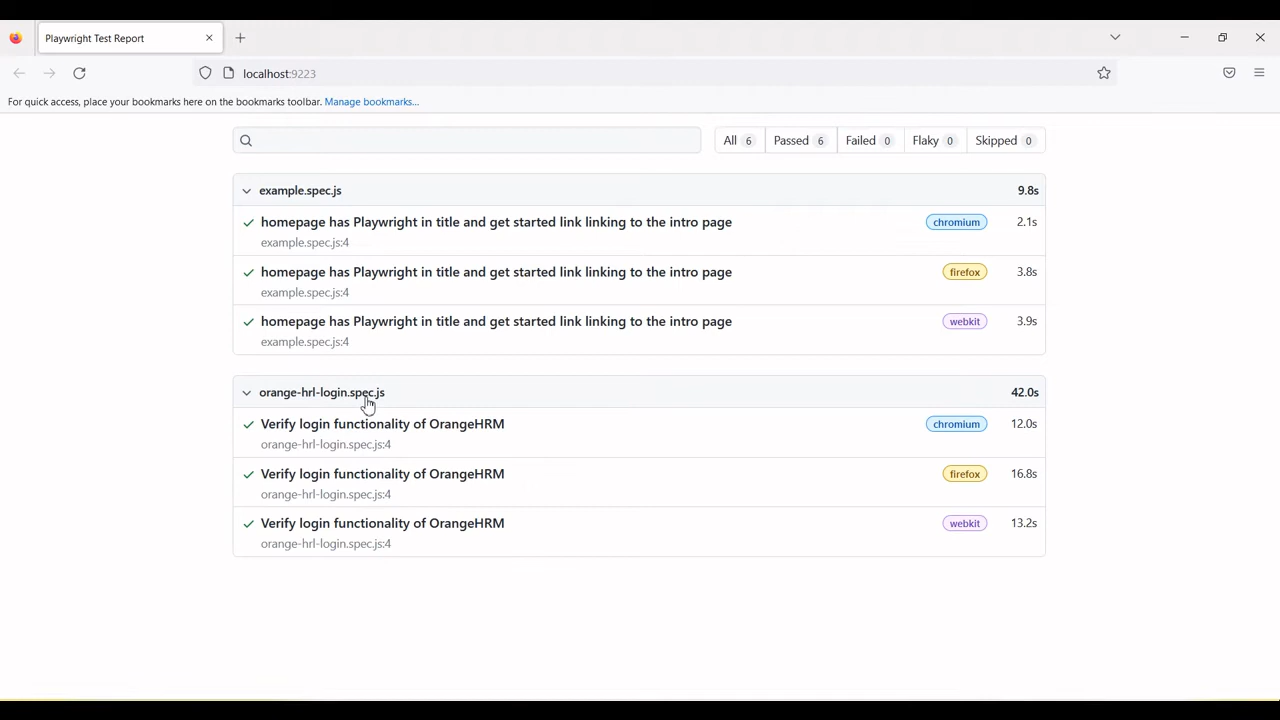 Playwright Test Report
localhost:9223
For quick access, place your bookmarks here on the bookmarks toolbar. Manage bookmarks...
All 6 Passed 6 Failed 0 Flaky 0 Skipped 0
example.spec.js 9.8s
homepage has Playwright in title and get started link linking to the intro page chromium 2.1s
example.spec.js:4
homepage has Playwright in title and get started link linking to the intro page firefox 3.8s
example.spec.js:4
homepage has Playwright in title and get started link linking to the intro page webkit 3.9s
example.spec.js:4
orange-hrl-login.spec.js 42.0s
Verify login functionality of OrangeHRM chromium 12.0s
orange-hrl-login.spec.js:4
Verify login functionality of OrangeHRM firefox 16.8s
orange-hrl-login.spec.js:4
Verify login functionality of OrangeHRM webkit 13.2s
orange-hrl-login.spec.js:4